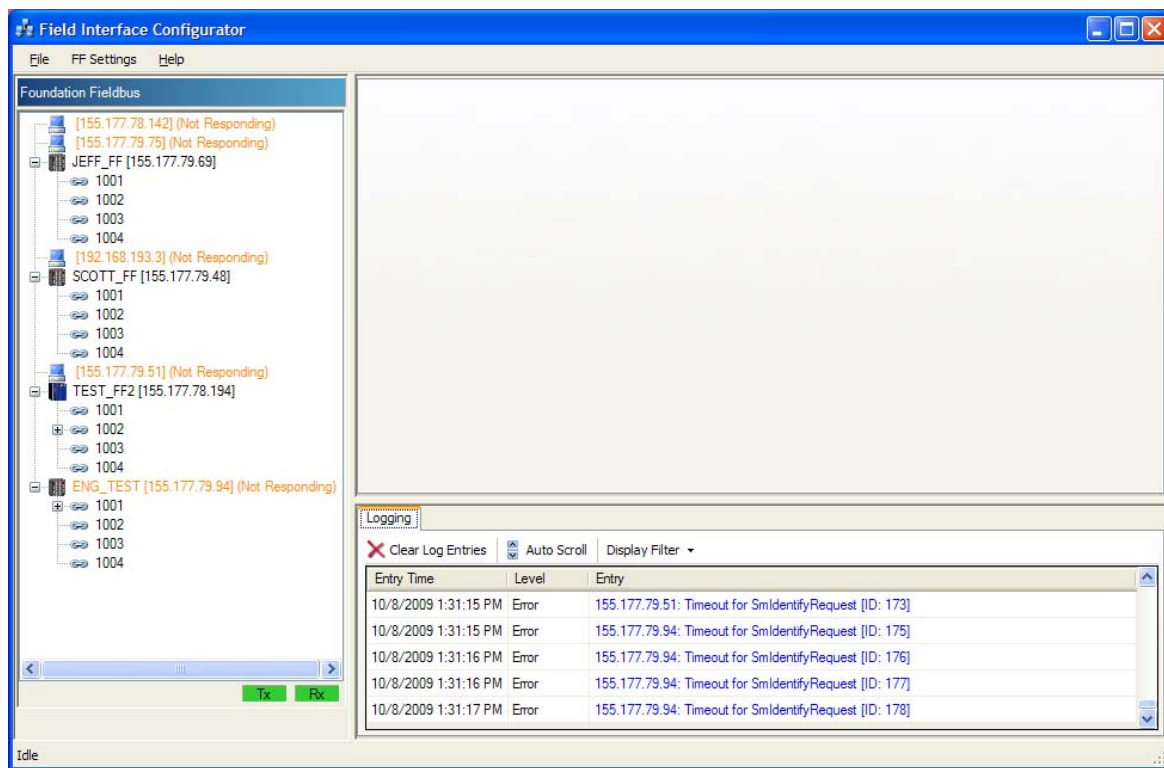 Field Interface Configurator
File FF Settings Help
Foundation Fieldbus
[155.177.78.142] (Not Responding)
[155.177.79.75] (Not Responding)
JEFF_FF [155.177.79.69]
1001
1002
1003
1004
[192.168.193.3] (Not Responding)
SCOTT_FF [155.177.79.48]
1001
1002
1003
1004
[155.177.79.51] (Not Responding)
TEST_FF2 [155.177.78.194]
1001
1002
1003
1004
ENG_TEST [155.177.79.94] (Not Responding)
1001
1002
1003
1004
Tx Rx
Logging
Clear Log Entries Auto Scroll Display Filter
Entry Time Level Entry
10/8/2009 1:31:15 PM Error 155.177.79.51: Timeout for SmIdentifyRequest [ID: 173]
10/8/2009 1:31:15 PM Error 155.177.79.94: Timeout for SmIdentifyRequest [ID: 175]
10/8/2009 1:31:16 PM Error 155.177.79.94: Timeout for SmIdentifyRequest [ID: 176]
10/8/2009 1:31:16 PM Error 155.177.79.94: Timeout for SmIdentifyRequest [ID: 177]
10/8/2009 1:31:17 PM Error 155.177.79.94: Timeout for SmIdentifyRequest [ID: 178]
Idle